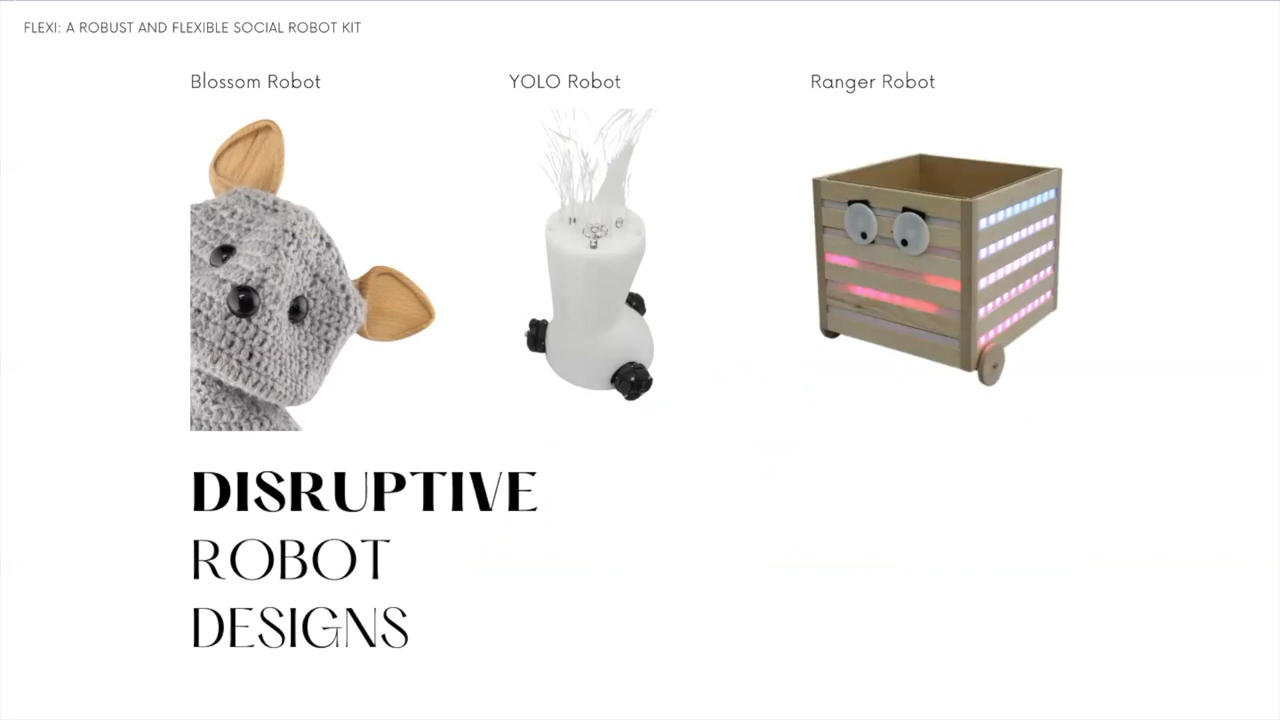 FLEXI: A ROBUST AND FLEXIBLE SOCIAL ROBOT KIT
Blossom Robot
YOLO Robot
Ranger Robot
DISRUPTIVE
ROBOT
DESIGNS